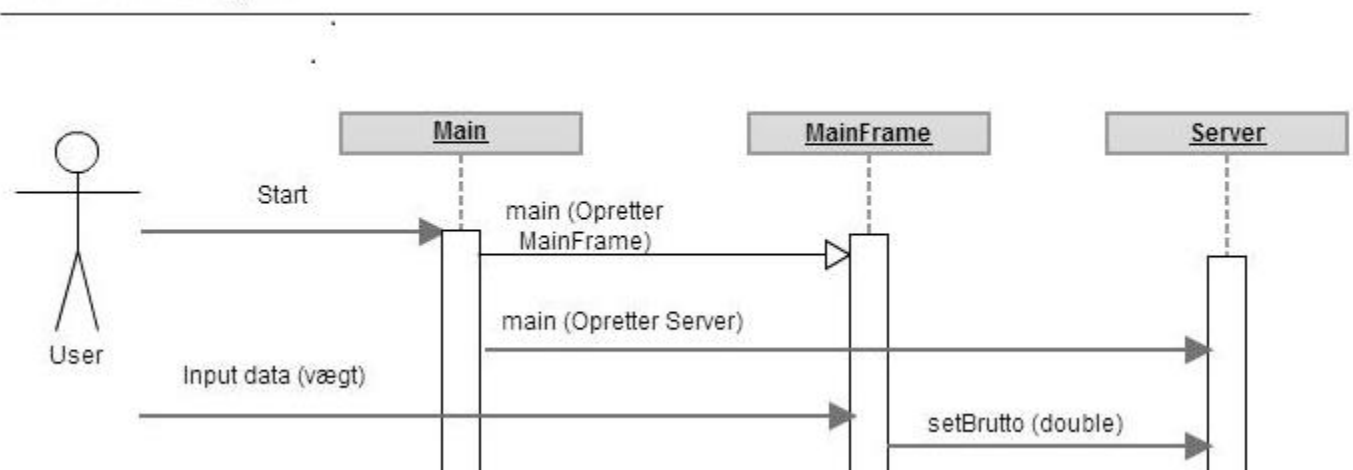 Main
MainFrame
Server
Start
main (Opretter
MainFrame)
main (Opretter Server)
User
Input data (vægt)
setBrutto (double)